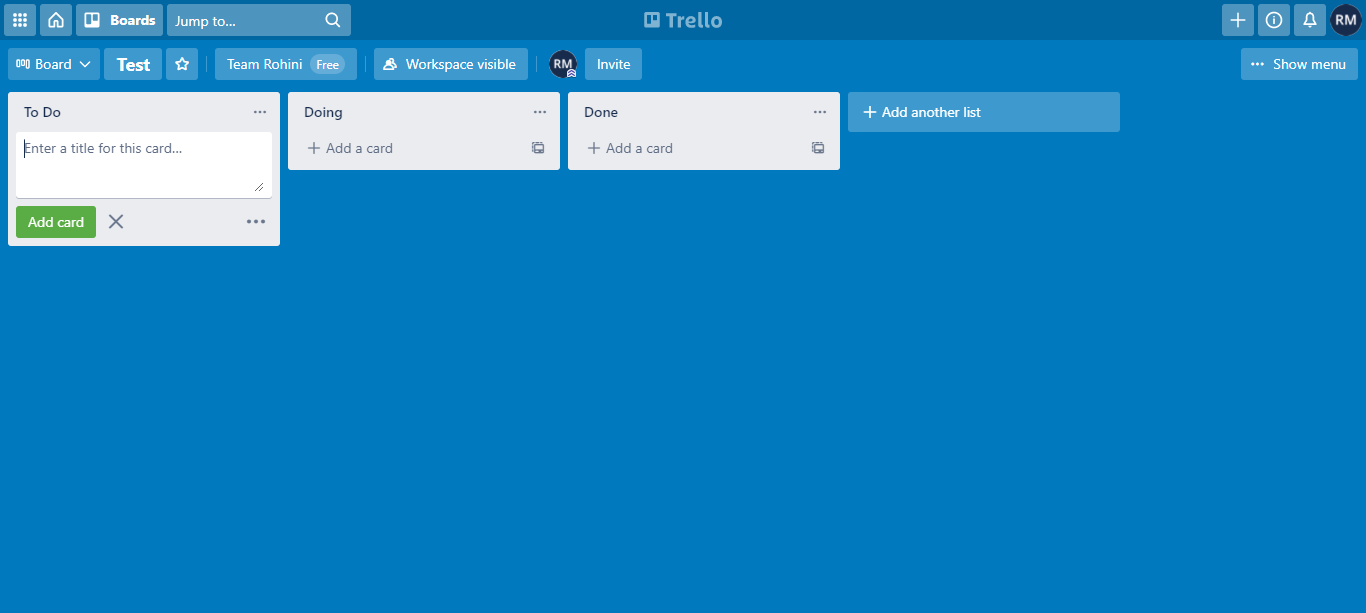 Boards Jump to... Trello RM
Board Test Team Rohini Free Workspace visible RM Invite Show menu
To Do Doing Done Add another list
Enter a title for this card... Add a card Add a card
Add card